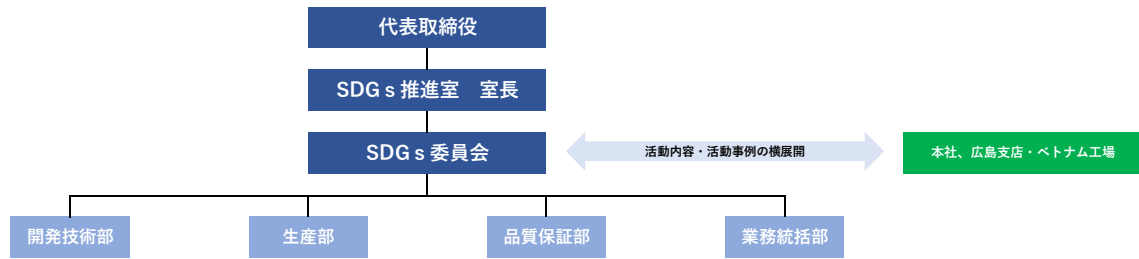 代表取締役
SDGｓ推進室　室長
SDGｓ委員会
活動内容・活動事例の横展開
本社、広島支店・ベトナム工場
開発技術部
生産部
品質保証部
業務統括部